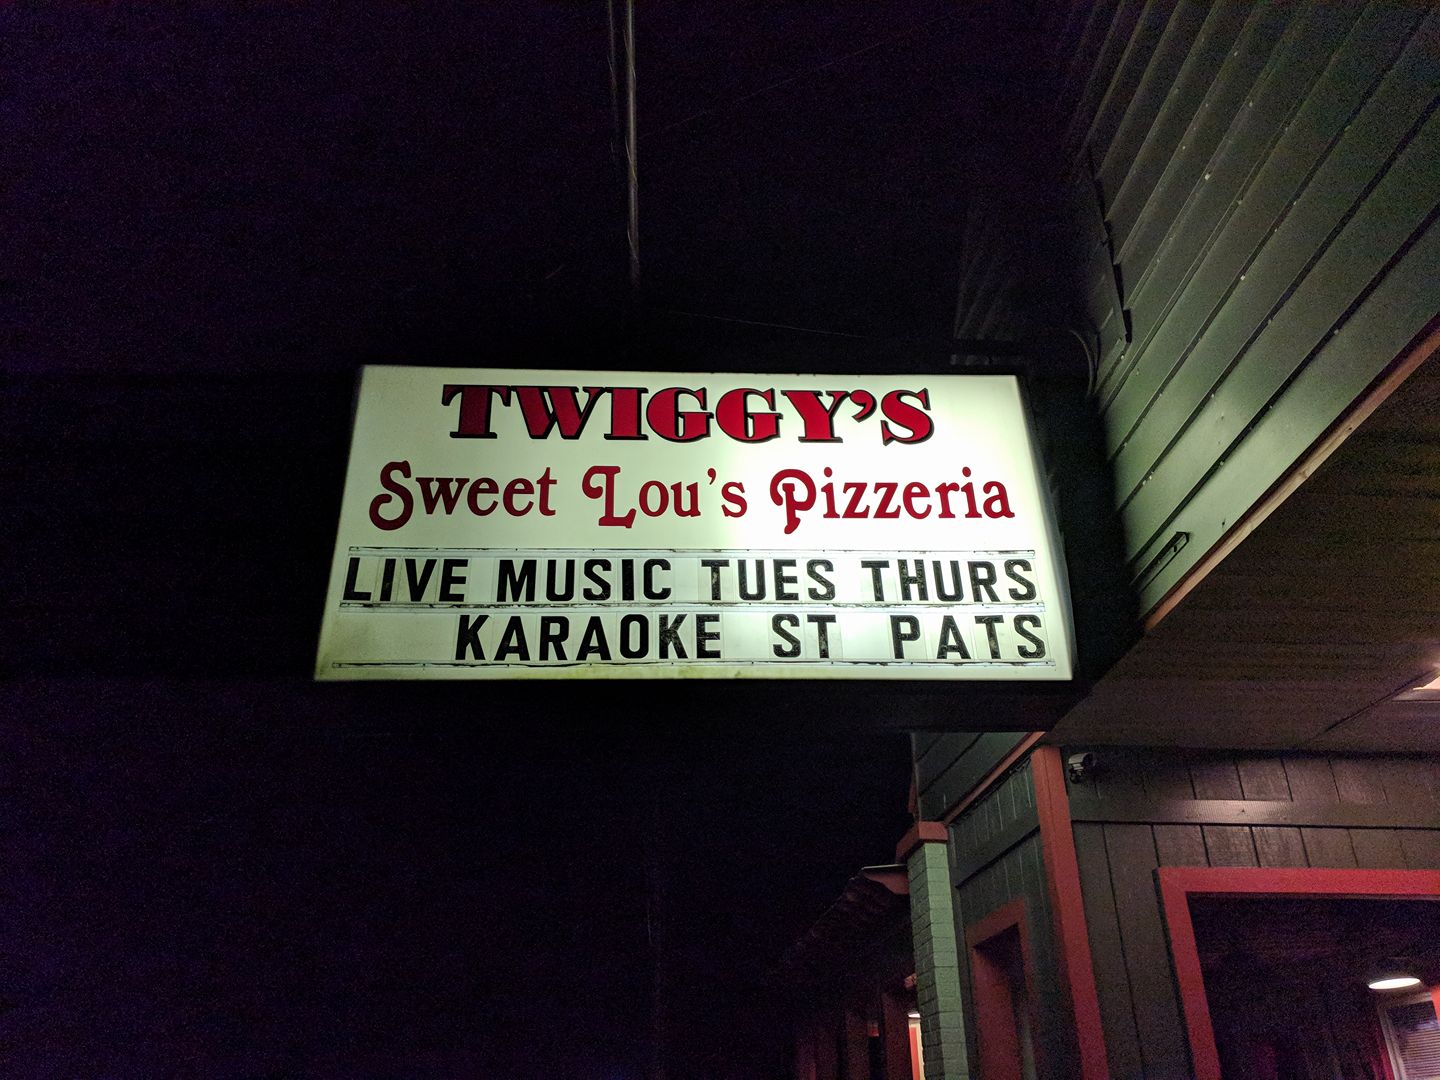 TWIGGY'S
Sweet Lou's Pizzeria
LIVE MUSIC TUES THURS
KARAOKE ST PATS